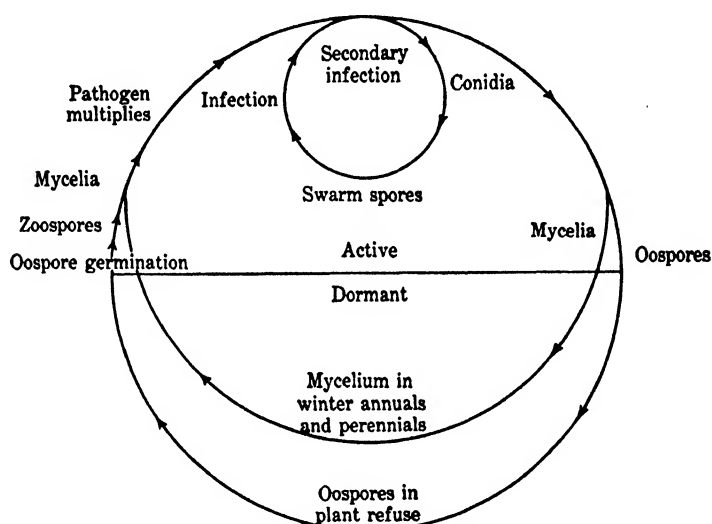 Secondary
infection
Pathogen
multiplies
Infection
Conidia
Mycelia
Swarm spores
Zoospores
Mycelia
Oospore germination
Active
Oospores
Dormant
Mycelium in
winter annuals
and perennials
Oospores in
plant refuse